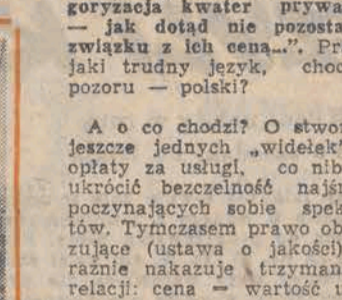 goryzacja kwater prywa
— jak dotąd nie pozosta
związku z ich ceną...”. Pr
jaki trudny język, choć
pozoru — polski?
A o co chodzi? O stwor
jeszcze jednych „widełek”
opłaty za usługi, co nib
ukrócić bezczelność najśm
poczynających sobie spek
tów. Tymczasem prawo ob
zujące (ustawa o jakości)
raźnie nakazuje trzyman
relacji: cena — wartość u